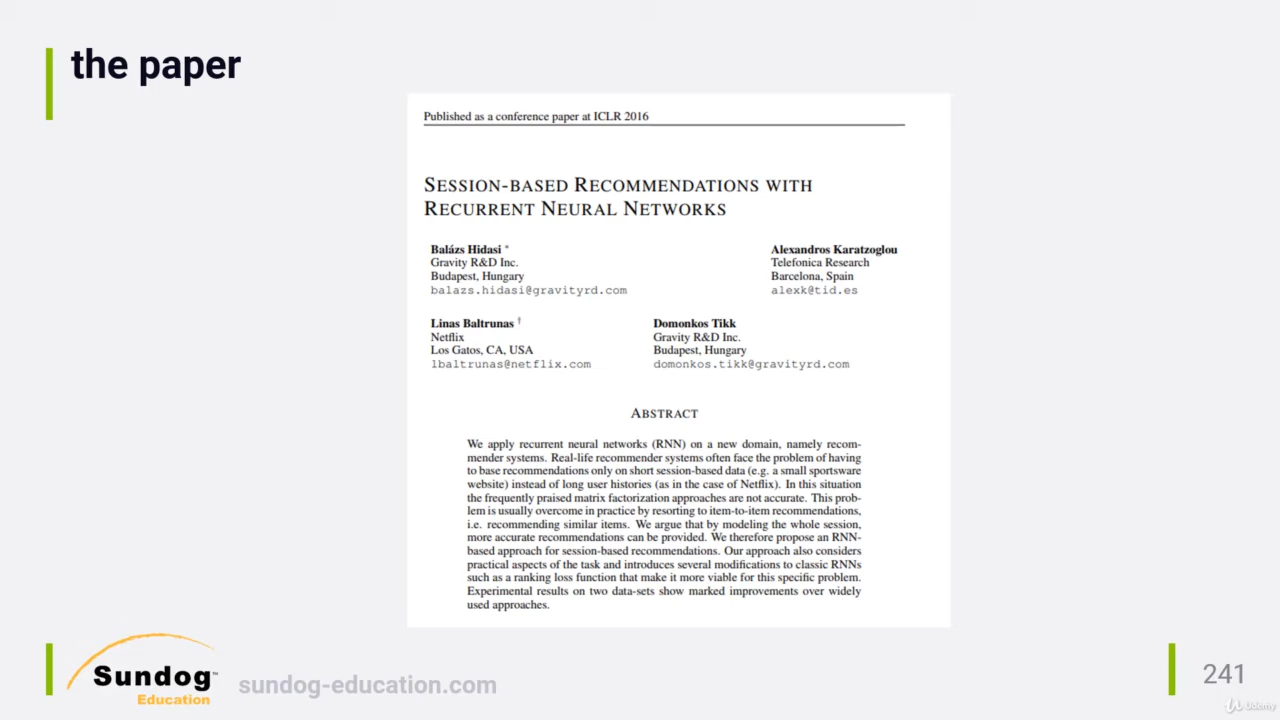 the paper
Published as a conference paper at ICLR 2016
SESSION-BASED RECOMMENDATIONS WITH
RECURRENT NEURAL NETWORKS
Balázs Hidasi *
Gravity R&D Inc.
Budapest, Hungary
balazs.hidasi@gravityrd.com
Alexandros Karatzoglou
Telefonica Research
Barcelona, Spain
alexk@tid.es
Linas Baltrunas †
Netflix
Los Gatos, CA, USA
lbaltrunas@netflix.com
Domonkos Tikk
Gravity R&D Inc.
Budapest, Hungary
domonkos.tikk@gravityrd.com
ABSTRACT
We apply recurrent neural networks (RNN) on a new domain, namely recom-
mender systems. Real-life recommender systems often face the problem of having
to base recommendations only on short session-based data (e.g. a small sportsware
website) instead of long user histories (as in the case of Netflix). In this situation
the frequently praised matrix factorization approaches are not accurate. This prob-
lem is usually overcome in practice by resorting to item-to-item recommendations,
i.e. recommending similar items. We argue that by modeling the whole session,
more accurate recommendations can be provided. We therefore propose an RNN-
based approach for session-based recommendations. Our approach also considers
practical aspects of the task and introduces several modifications to classic RNNs
such as a ranking loss function that make it more viable for this specific problem.
Experimental results on two data-sets show marked improvements over widely
used approaches.
Sundog™
Education
sundog-education.com
241
Udemy